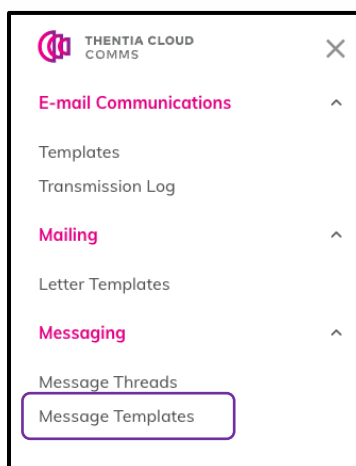 THENTIA CLOUD
COMMS
E-mail Communications
Templates
Transmission Log
Mailing
Letter Templates
Messaging
Message Threads
Message Templates